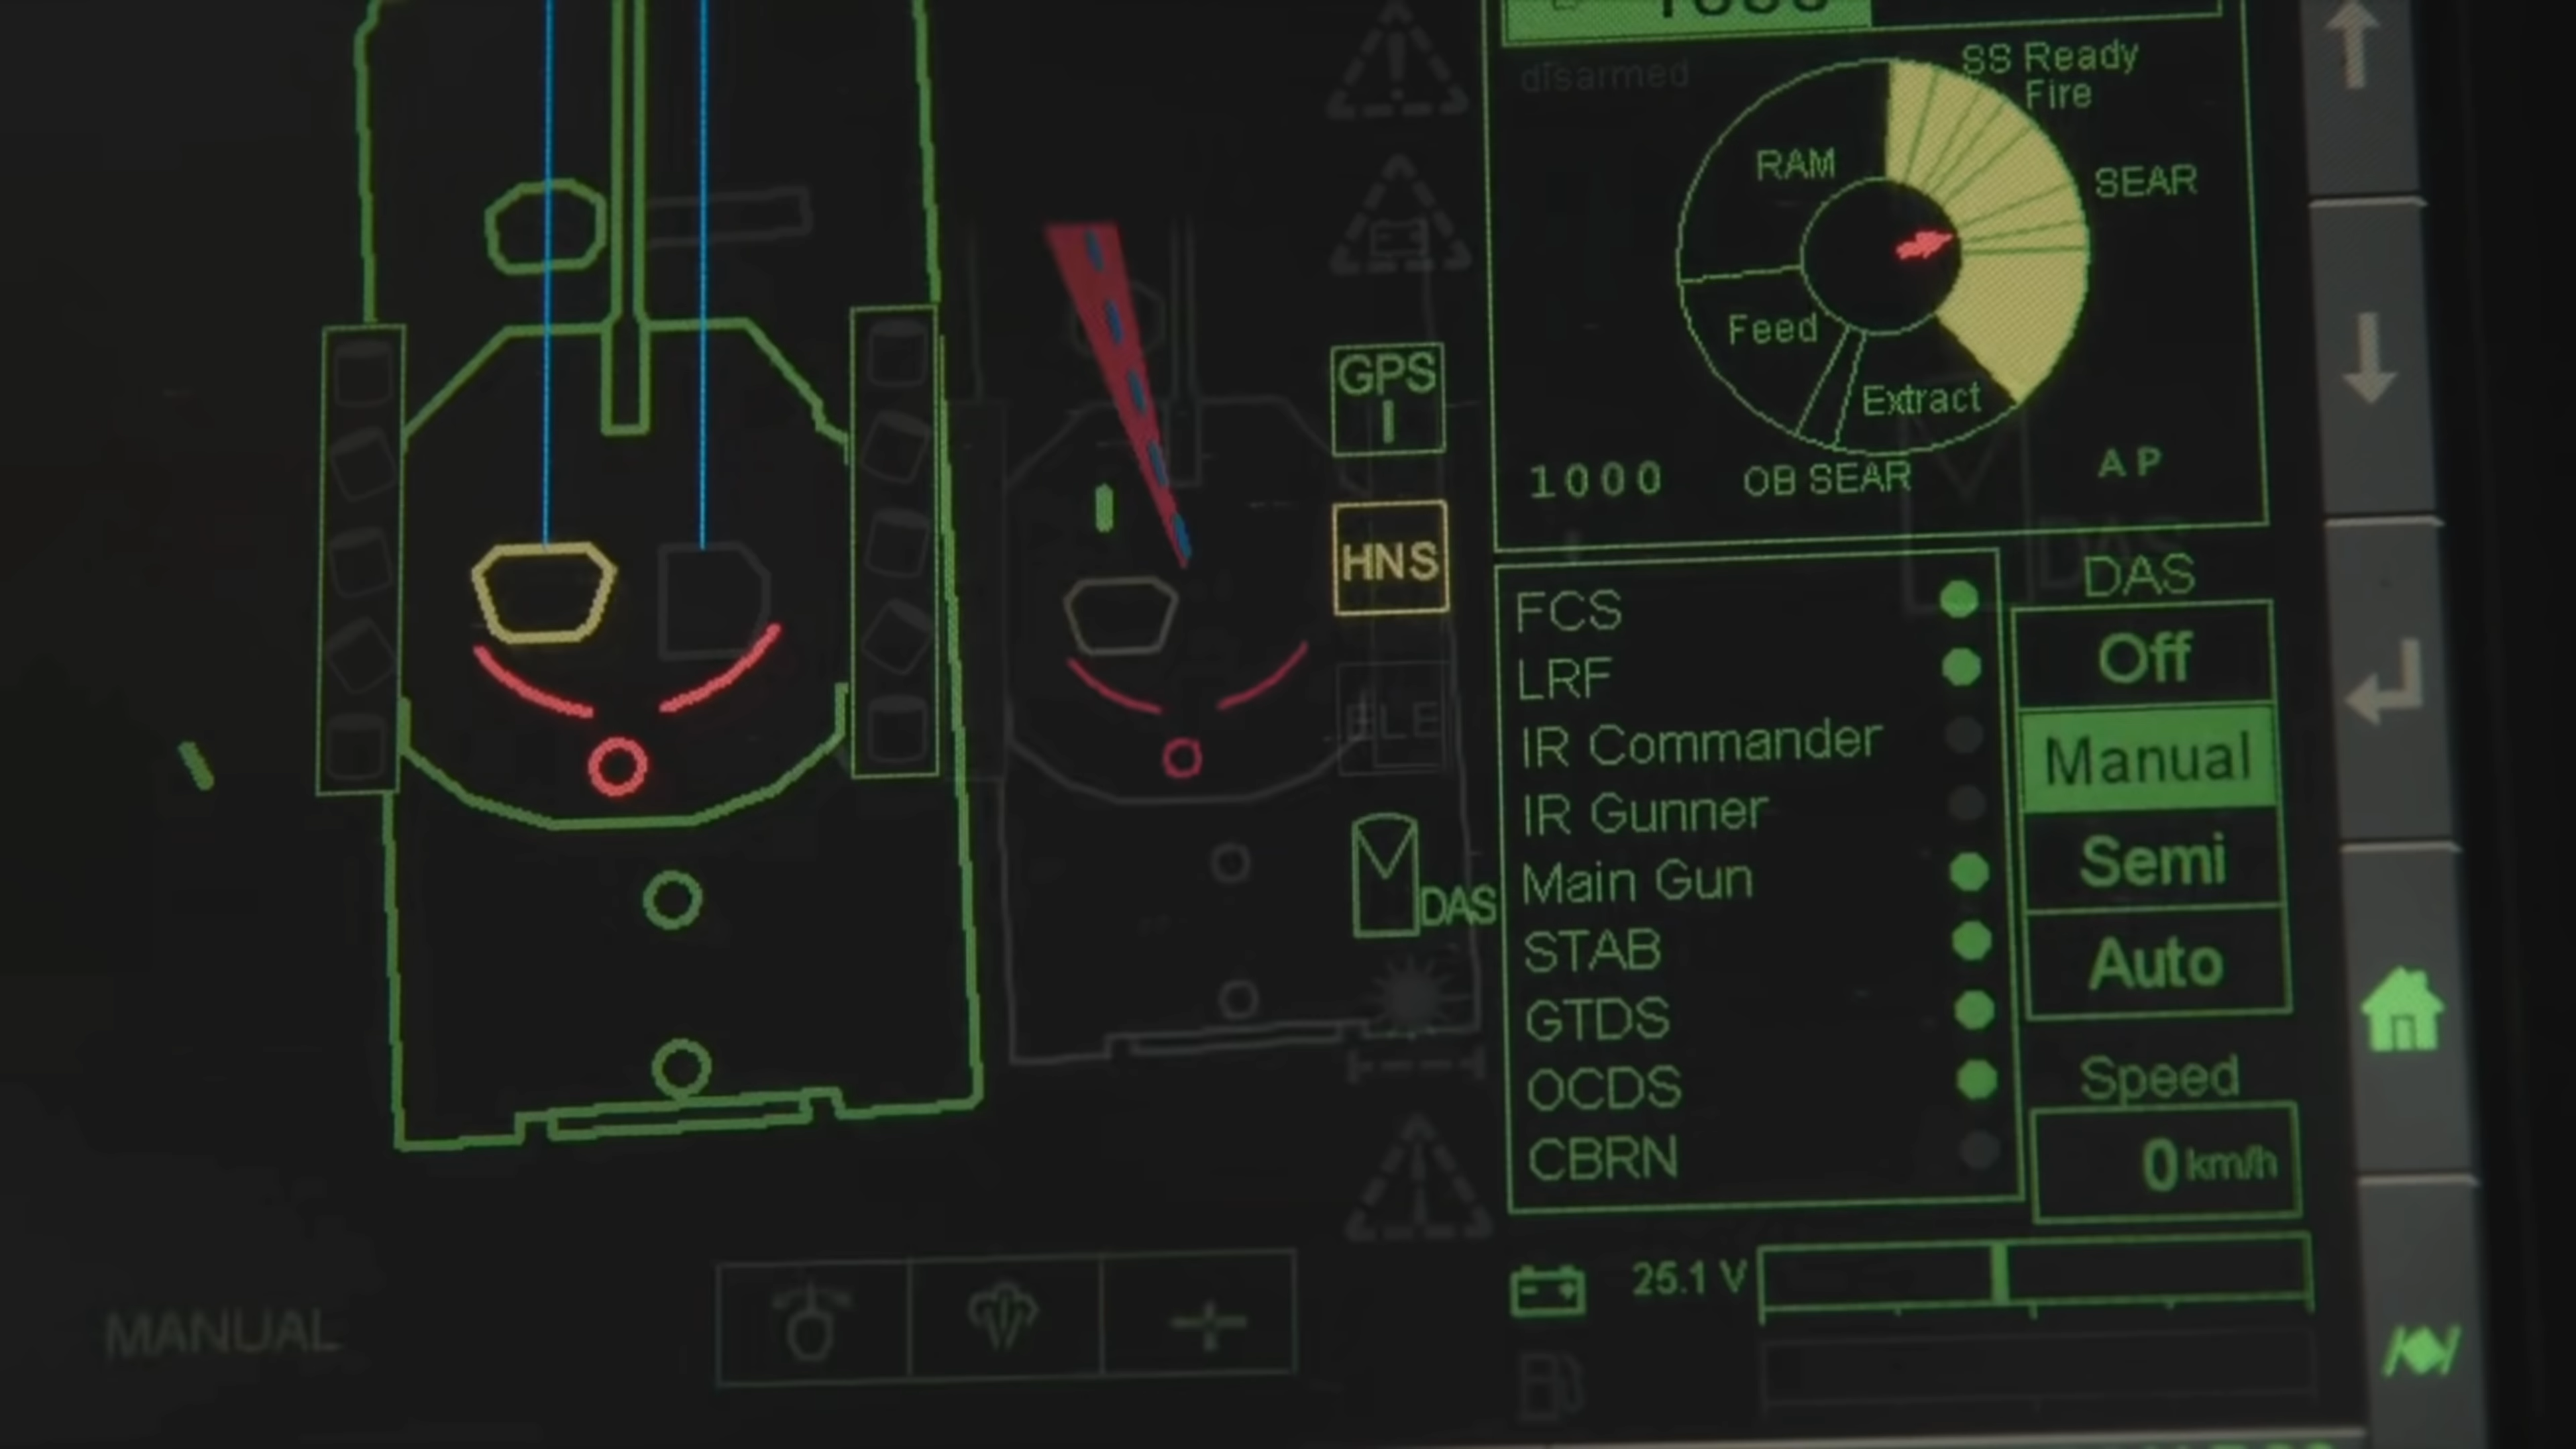 disarmed
SS Ready
Fire
RAM
SEAR
Feed
Extract
1000
OB SEAR
AP
GPS
I
HNS
ELE
DAS
FCS
LRF
IR Commander
IR Gunner
Main Gun
STAB
GTDS
OCDS
CBRN
DAS
Off
Manual
Semi
Auto
Speed
0 km/h
25.1 V
MANUAL